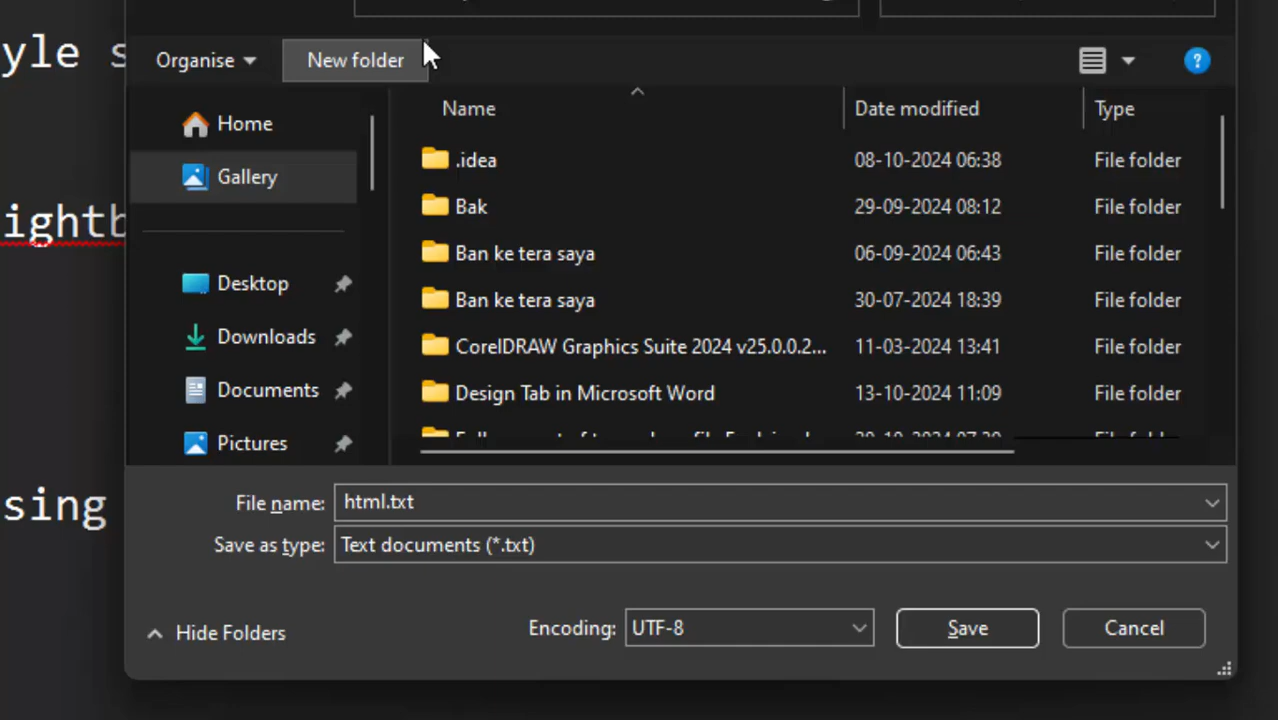 yle s
Organise
New folder
?
Name
Date modified
Type
Home
.idea
08-10-2024 06:38
File folder
Gallery
Bak
29-09-2024 08:12
File folder
ightb
Ban ke tera saya
06-09-2024 06:43
File folder
Desktop
Ban ke tera saya
30-07-2024 18:39
File folder
Downloads
CorelDRAW Graphics Suite 2024 v25.0.0.2...
11-03-2024 13:41
File folder
Documents
Design Tab in Microsoft Word
13-10-2024 11:09
File folder
Pictures
sing
File name:
html.txt
Save as type:
Text documents (*.txt)
Hide Folders
Encoding:
UTF-8
Save
Cancel